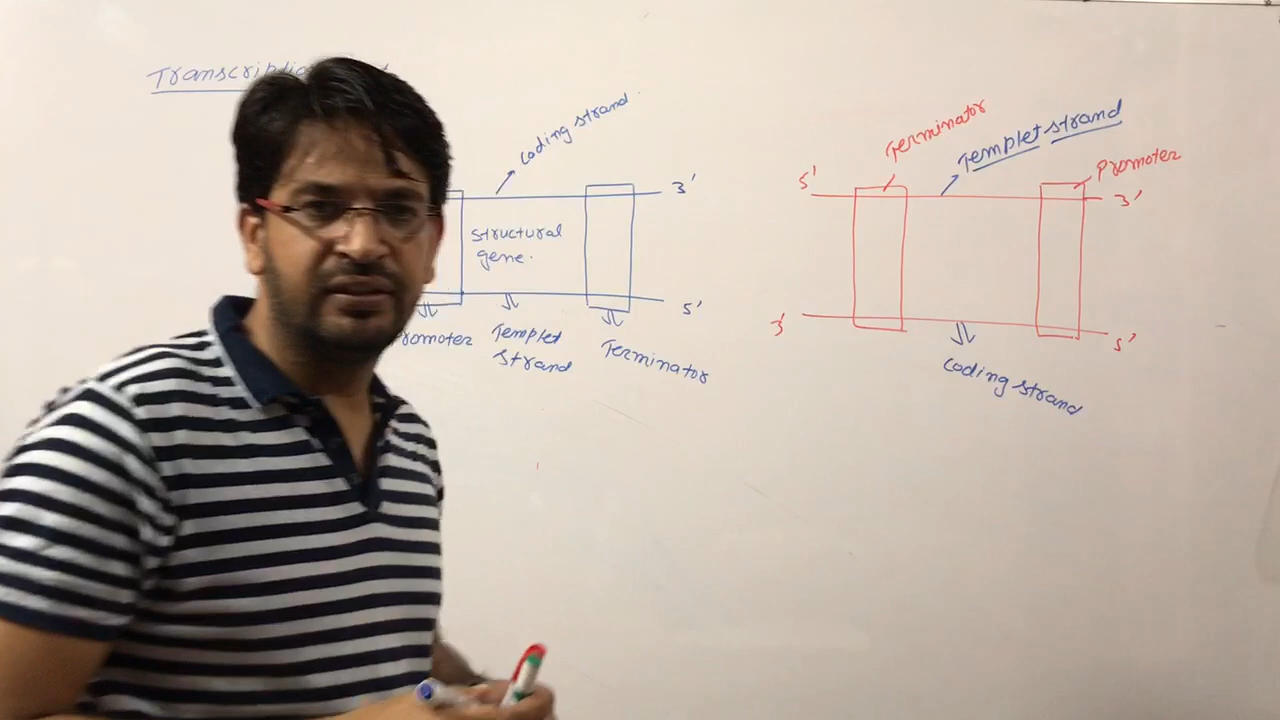 Transcription
Coding strand
3'
structural
gene.
5'
Promoter
Templet
strand
Terminator
Terminator
Templet strand
Promoter
5'
3'
3'
5'
Coding strand